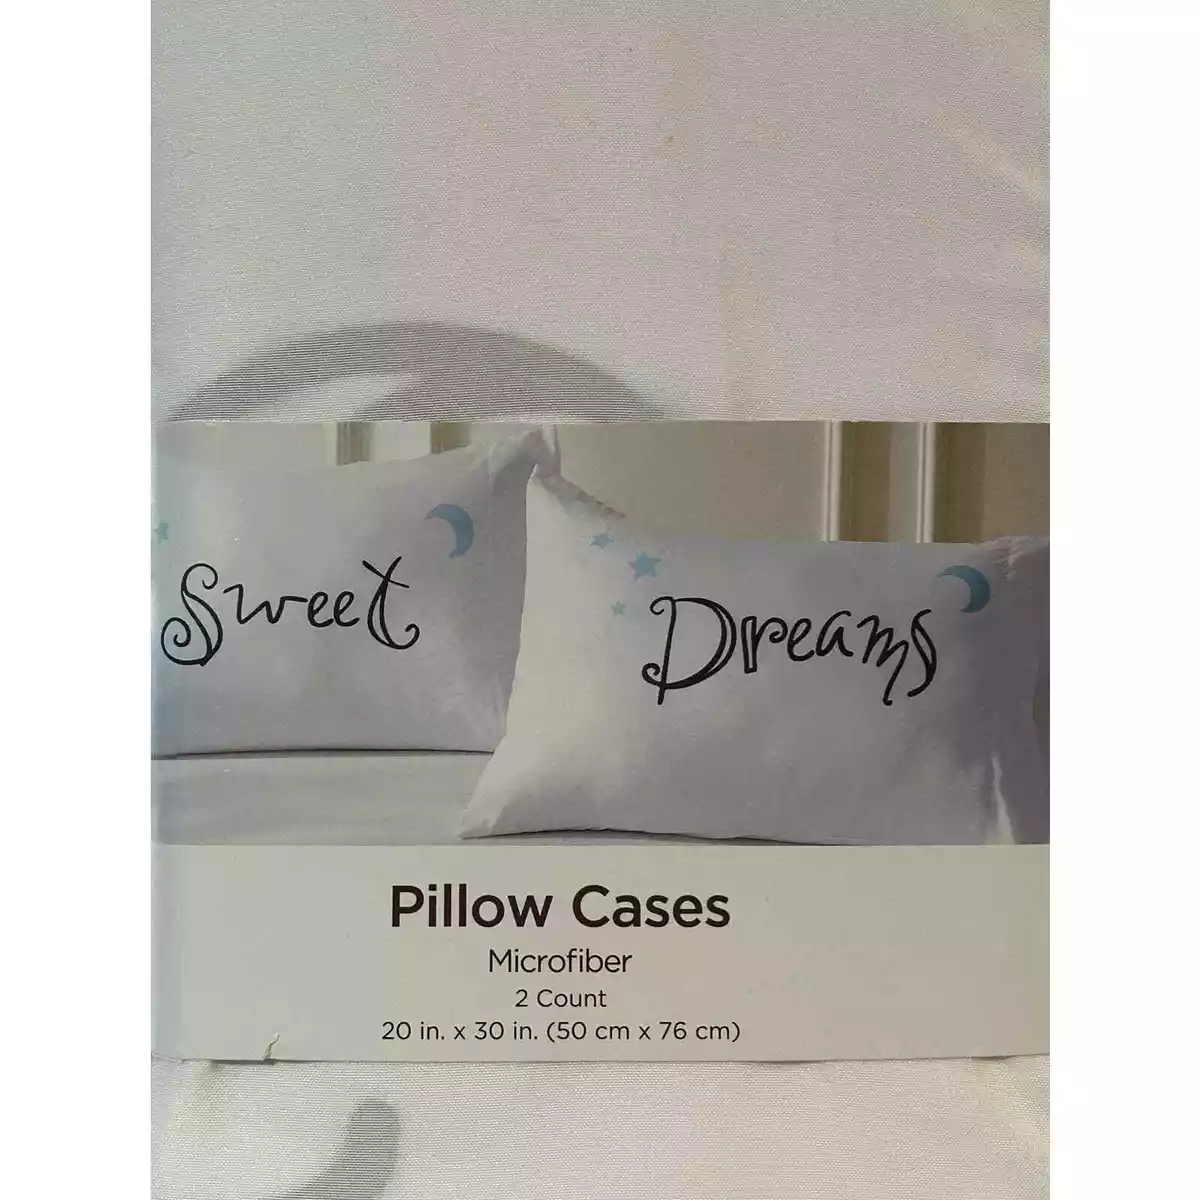 Sweet
Dreams
Pillow Cases
Microfiber
2 Count
20 in. x 30 in. (50 cm x 76 cm)